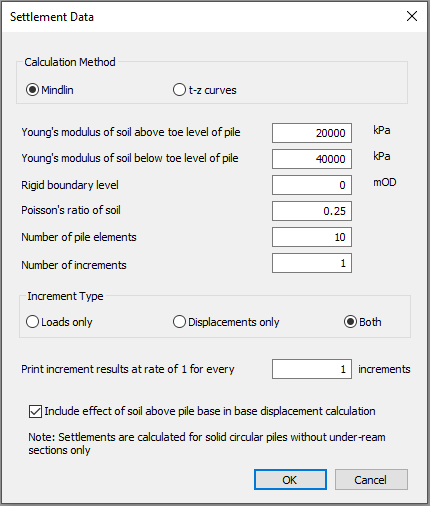 Settlement Data
Calculation Method
Mindlin
t-z curves
Young's modulus of soil above toe level of pile 20000 kPa
Young's modulus of soil below toe level of pile 40000 kPa
Rigid boundary level 0 mOD
Poisson's ratio of soil 0.25
Number of pile elements 10
Number of increments 1
Increment Type
Loads only
Displacements only
Both
Print increment results at rate of 1 for every 1 increments
Include effect of soil above pile base in base displacement calculation
Note: Settlements are calculated for solid circular piles without under-ream
sections only
OK
Cancel